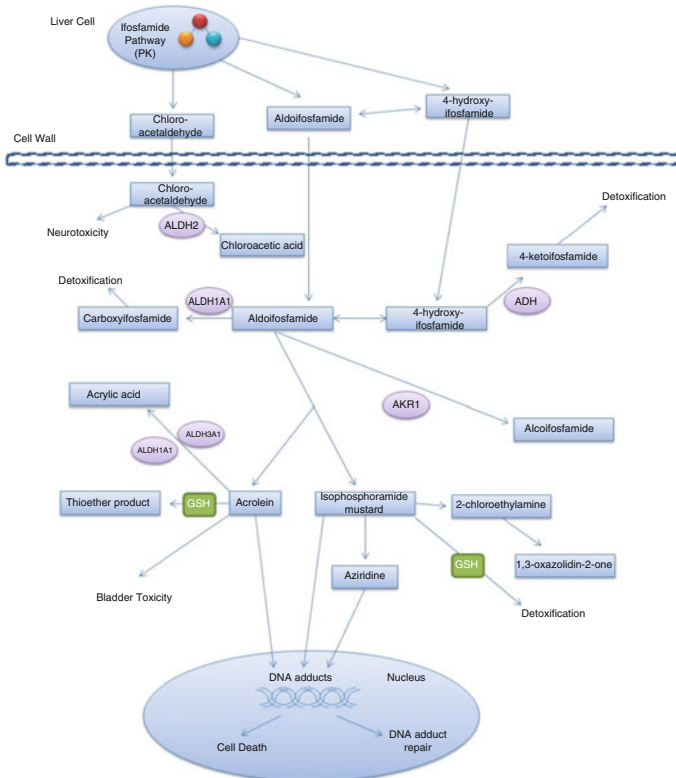 Liver Cell
Ifosfamide
Pathway
(PK)
Chloro-
acetaldehyde
Aldoifosfamide
4-hydroxy-
ifosfamide
Cell Wall
Chloro-
acetaldehyde
Neurotoxicity
ALDH2
Chloroacetic acid
Detoxification
4-ketoifosfamide
Detoxification
Carboxyifosfamide
ALDH1A1
Aldoifosfamide
4-hydroxy-
ifosfamide
ADH
Acrylic acid
ALDH3A1
ALDH1A1
AKR1
Alcoifosfamide
Thioether product
GSH
Acrolein
Isophosphoramide
mustard
2-chloroethylamine
Aziridine
GSH
1,3-oxazolidin-2-one
Bladder Toxicity
Detoxification
DNA adducts
Nucleus
Cell Death
DNA adduct
repair